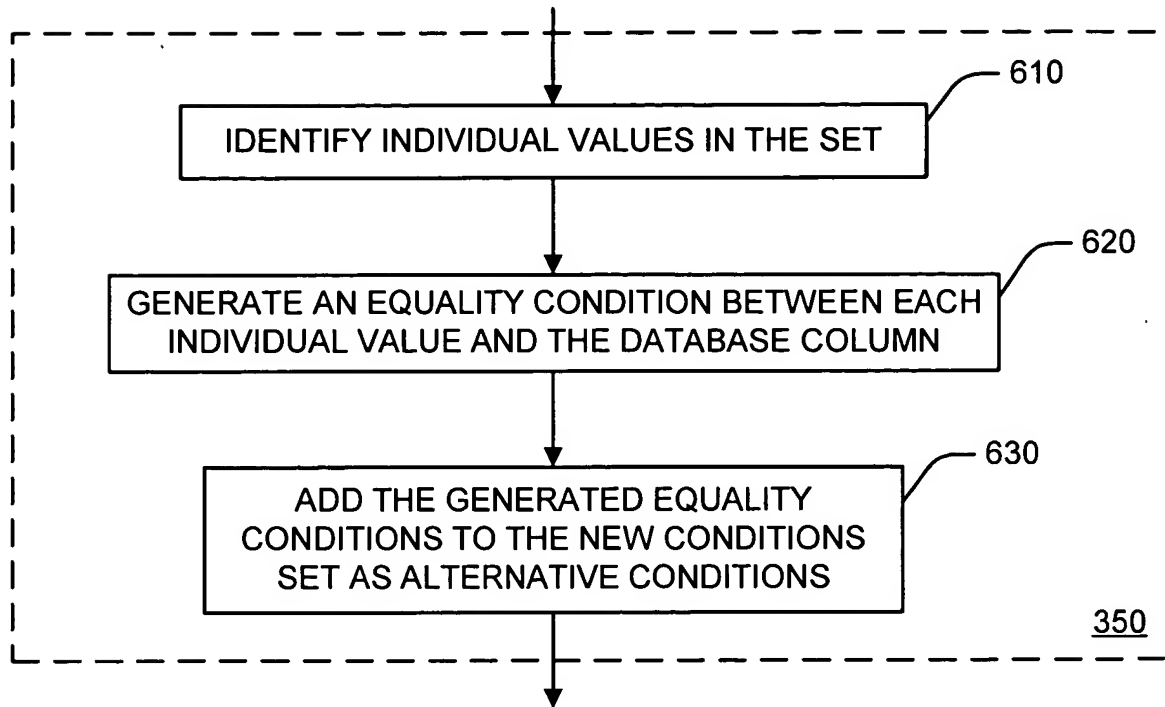 610
IDENTIFY INDIVIDUAL VALUES IN THE SET
620
GENERATE AN EQUALITY CONDITION BETWEEN EACH
INDIVIDUAL VALUE AND THE DATABASE COLUMN
630
ADD THE GENERATED EQUALITY
CONDITIONS TO THE NEW CONDITIONS
SET AS ALTERNATIVE CONDITIONS
350